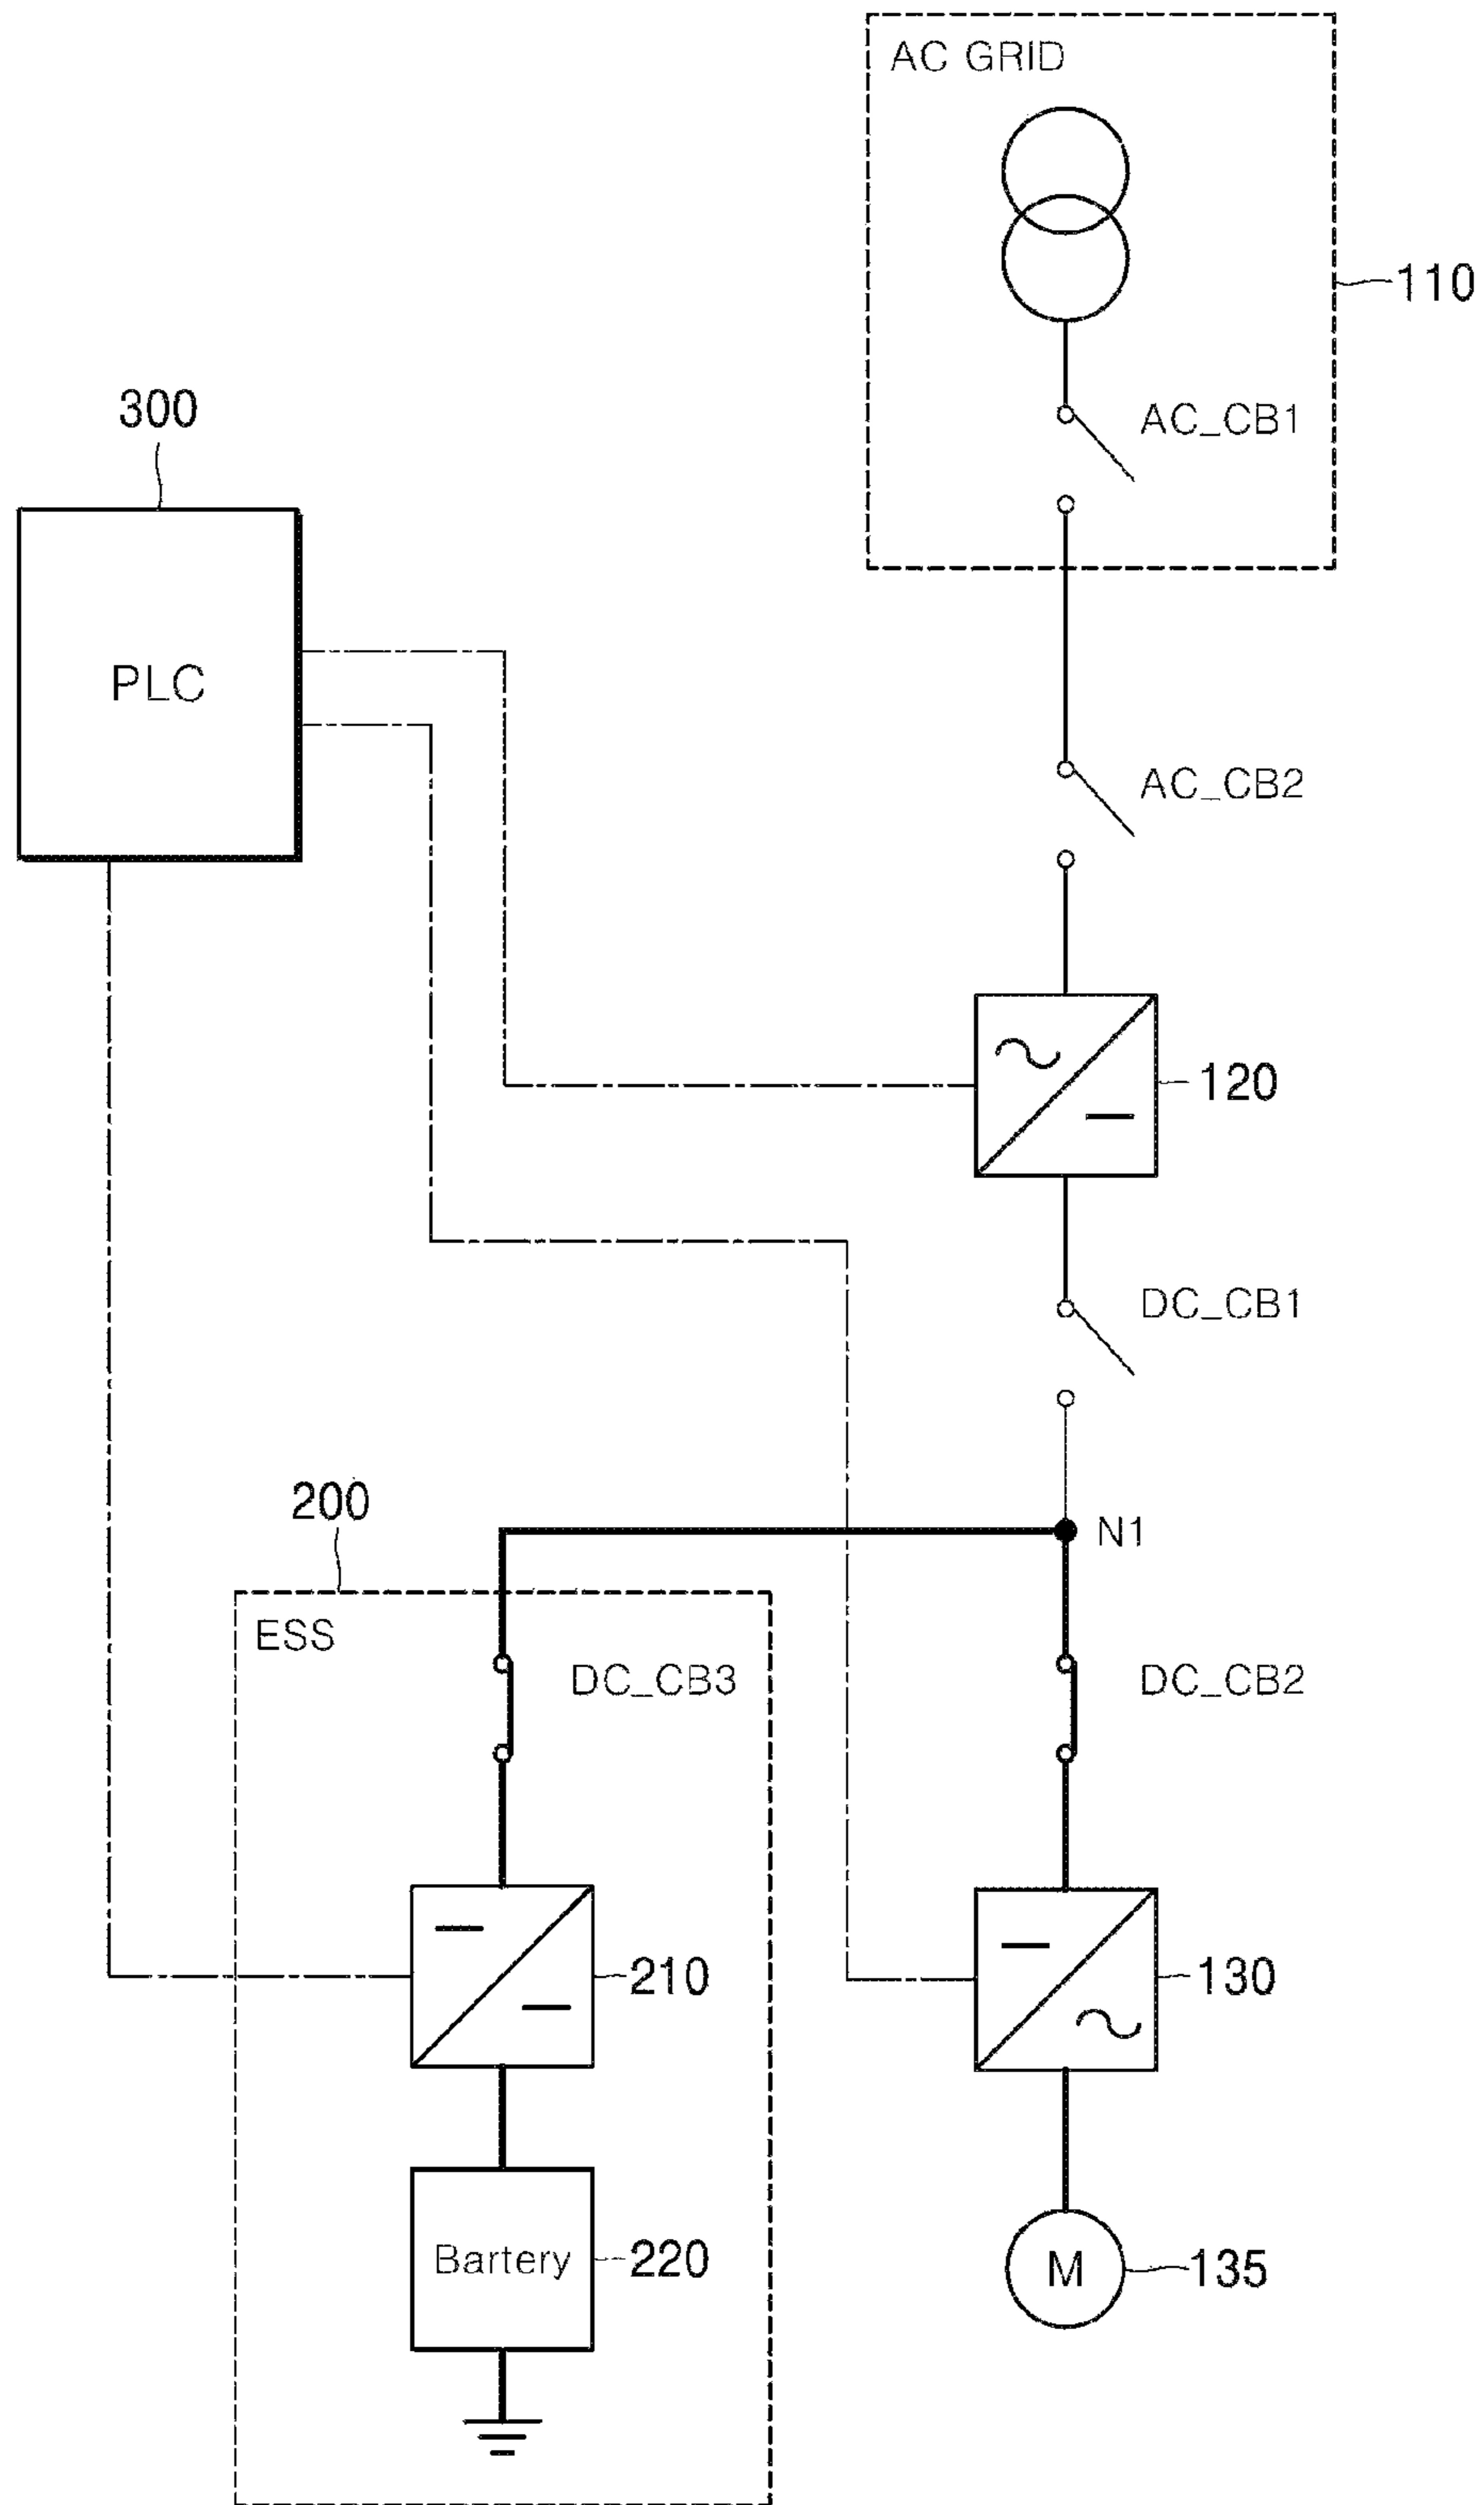 AC GRID
110
AC_CB1
300
PLC
AC_CB2
120
DC_CB1
200
N1
ESS
DC_CB3
DC_CB2
210
130
Bartery
220
M
135